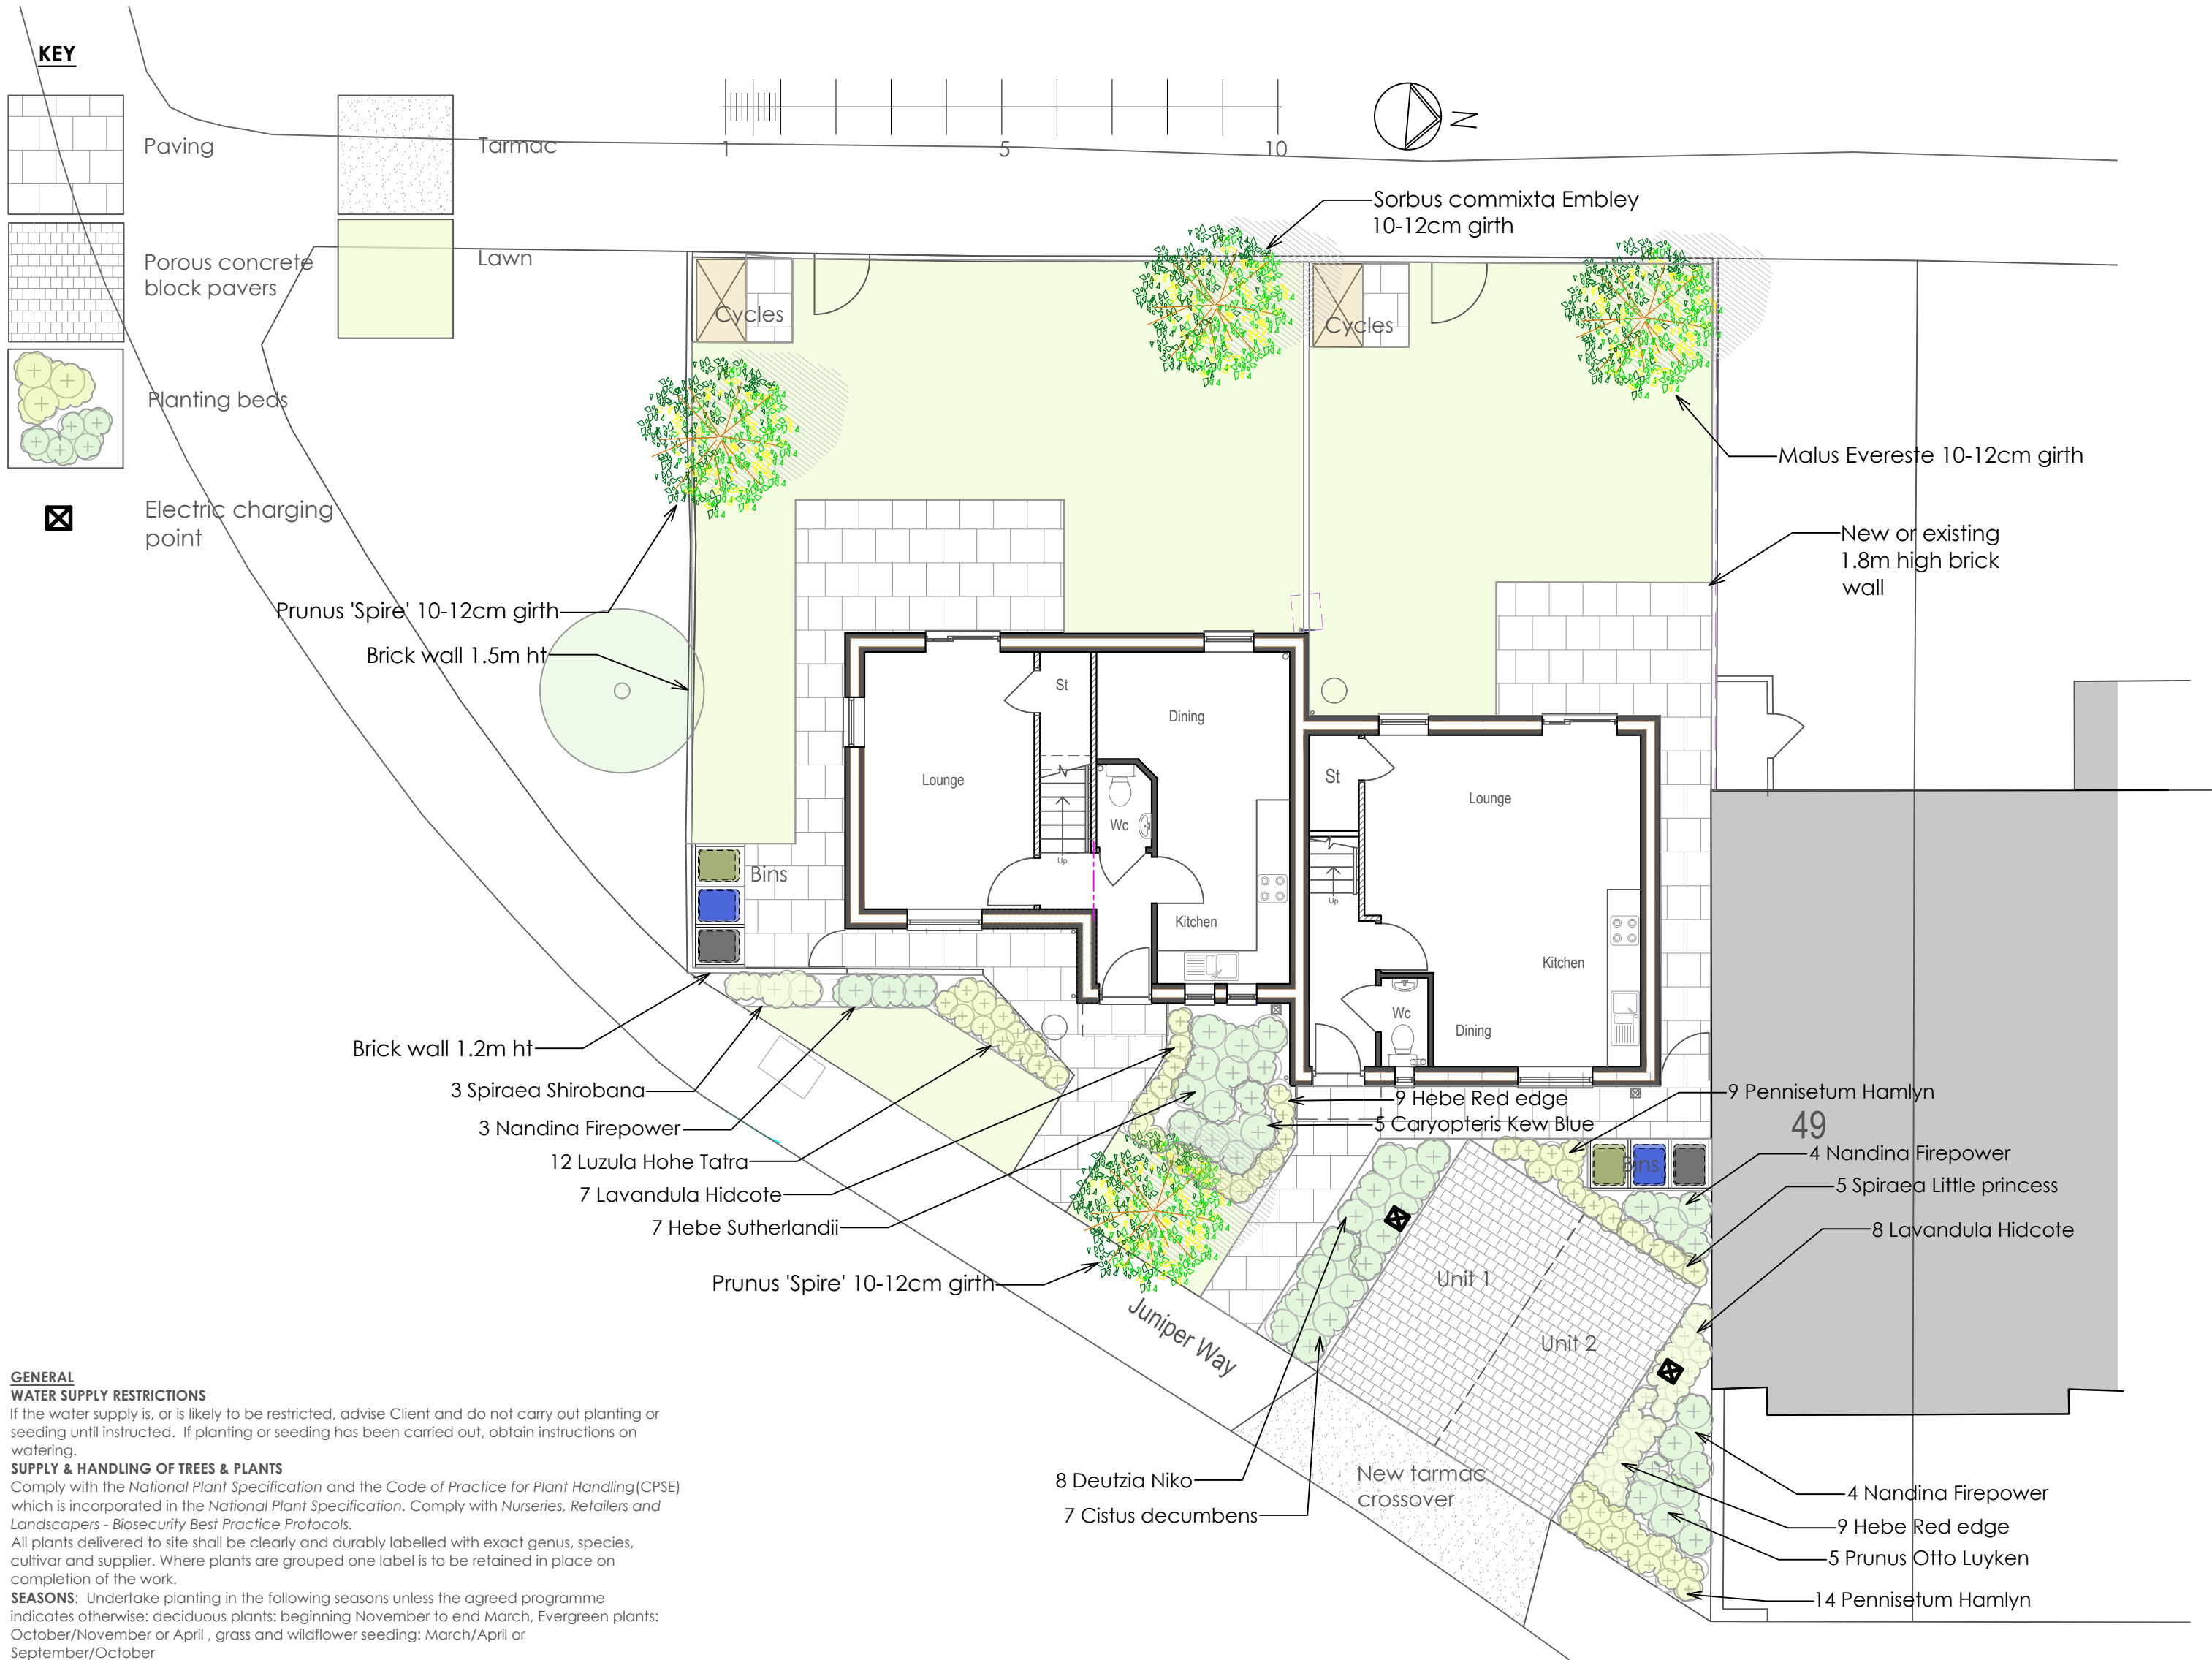 KEY
Paving
Tarmac
Porous concrete
block pavers
Lawn
Planting beds
Electric charging
point
1
5
10
N
Sorbus commixta Embley
10-12cm girth
Cycles
Cycles
Malus Evereste 10-12cm girth
New or existing
1.8m high brick
wall
Prunus 'Spire' 10-12cm girth
Brick wall 1.5m ht
St
Dining
Lounge
Wc
Up
Kitchen
St
Lounge
Up
Kitchen
Wc
Dining
Bins
Brick wall 1.2m ht
3 Spiraea Shirobana
3 Nandina Firepower
12 Luzula Hohe Tatra
7 Lavandula Hidcote
7 Hebe Sutherlandii
Prunus 'Spire' 10-12cm girth
9 Hebe Red edge
5 Caryopteris Kew Blue
9 Pennisetum Hamlyn
49
4 Nandina Firepower
Bins
5 Spiraea Little princess
8 Lavandula Hidcote
Unit 1
Unit 2
Juniper Way
New tarmac
crossover
8 Deutzia Niko
7 Cistus decumbens
4 Nandina Firepower
9 Hebe Red edge
5 Prunus Otto Luyken
14 Pennisetum Hamlyn
GENERAL
WATER SUPPLY RESTRICTIONS
If the water supply is, or is likely to be restricted, advise Client and do not carry out planting or
seeding until instructed. If planting or seeding has been carried out, obtain instructions on
watering.
SUPPLY & HANDLING OF TREES & PLANTS
Comply with the National Plant Specification and the Code of Practice for Plant Handling(CPSE)
which is incorporated in the National Plant Specification. Comply with Nurseries, Retailers and
Landscapers - Biosecurity Best Practice Protocols.
All plants delivered to site shall be clearly and durably labelled with exact genus, species,
cultivar and supplier. Where plants are grouped one label is to be retained in place on
completion of the work.
SEASONS: Undertake planting in the following seasons unless the agreed programme
indicates otherwise: deciduous plants: beginning November to end March, Evergreen plants:
October/November or April , grass and wildflower seeding: March/April or
September/October